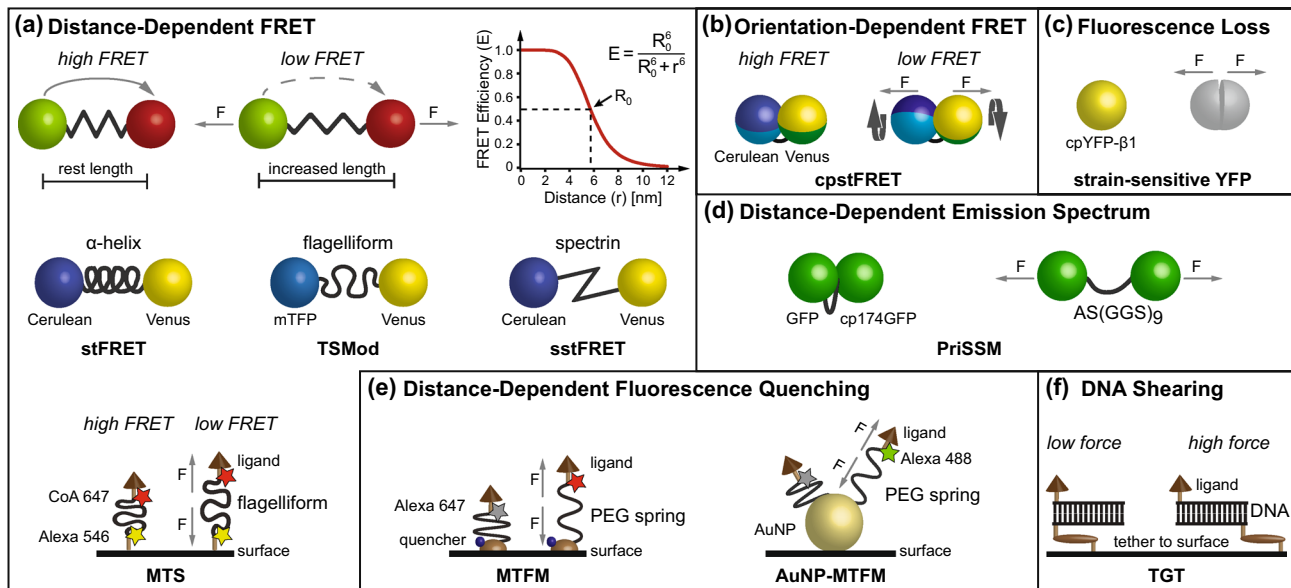 (a) Distance-Dependent FRET
high FRET
low FRET
F
F
rest length
increased length
FRET Efficiency (E)
1.0
0.8
0.6
0.4
0.2
0
0 2 4 6 8 10 12
Distance (r) [nm]
R₀
E = R₀⁶ / R₀⁶ + r⁶
α-helix
Cerulean Venus
stFRET
flagelliform
mTFP Venus
TSMod
spectrin
Cerulean Venus
sstFRET
high FRET
low FRET
CoA 647
Alexa 546
F
F
ligand
flagelliform
surface
MTS
(b) Orientation-Dependent FRET
high FRET
low FRET
F F
Cerulean Venus
cpstFRET
(c) Fluorescence Loss
F F
cpYFP-β1
strain-sensitive YFP
(d) Distance-Dependent Emission Spectrum
GFP cp174GFP
F F
AS(GGS)₉
PriSSM
(e) Distance-Dependent Fluorescence Quenching
Alexa 647
quencher
F
F
ligand
PEG spring
surface
MTFM
AuNP
F
F
ligand
Alexa 488
PEG spring
AuNP-MTFM
(f) DNA Shearing
low force
high force
ligand
DNA
tether to surface
TGT